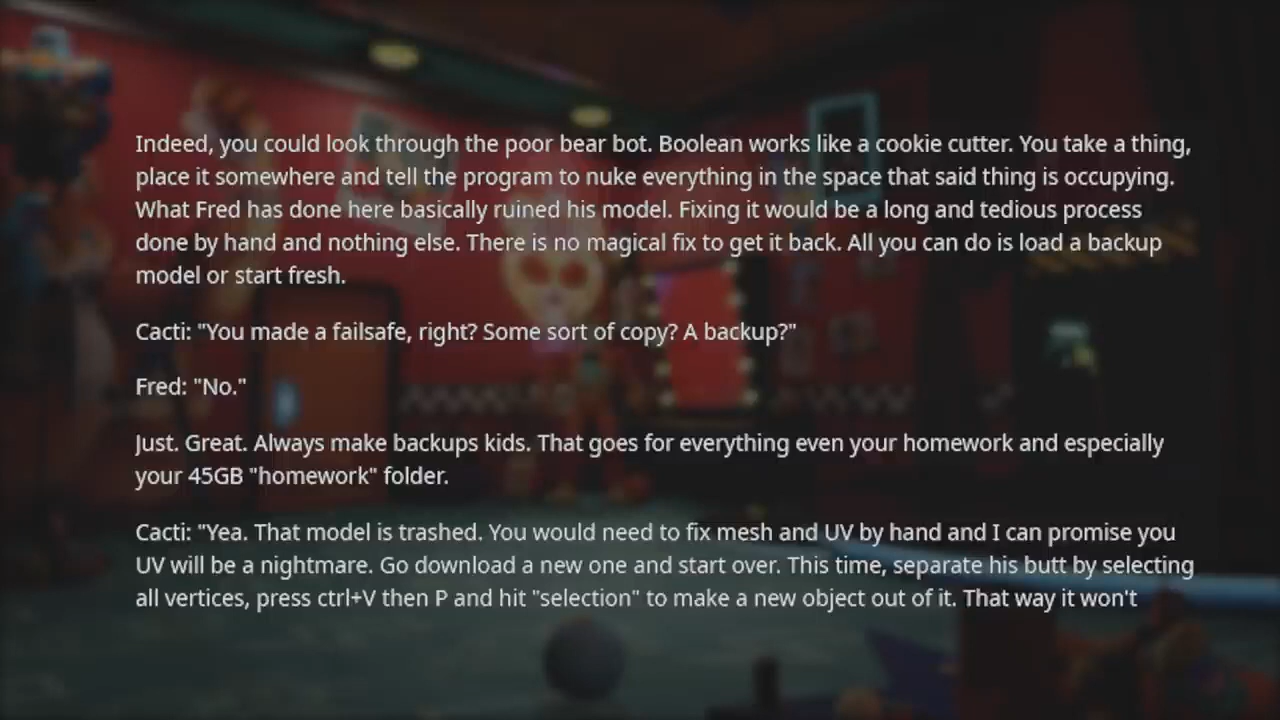 Indeed, you could look through the poor bear bot. Boolean works like a cookie cutter. You take a thing,
place it somewhere and tell the program to nuke everything in the space that said thing is occupying.
What Fred has done here basically ruined his model. Fixing it would be a long and tedious process
done by hand and nothing else. There is no magical fix to get it back. All you can do is load a backup
model or start fresh.
Cacti: "You made a failsafe, right? Some sort of copy? A backup?"
Fred: "No."
Just. Great. Always make backups kids. That goes for everything even your homework and especially
your 45GB "homework" folder.
Cacti: "Yea. That model is trashed. You would need to fix mesh and UV by hand and I can promise you
UV will be a nightmare. Go download a new one and start over. This time, separate his butt by selecting
all vertices, press ctrl+V then P and hit "selection" to make a new object out of it. That way it won't